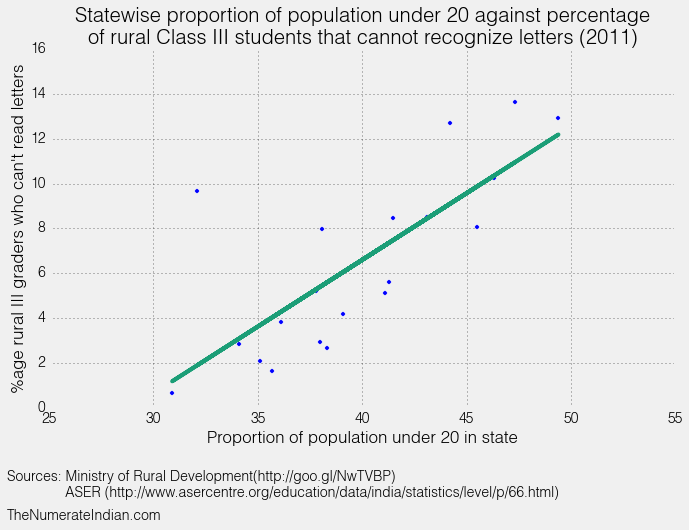 Statewise proportion of population under 20 against percentage
of rural Class III students that cannot recognize letters (2011)
%age rural III graders who can't read letters
16
14
12
10
8
6
4
2
0
25 30 35 40 45 50 55
Proportion of population under 20 in state
Sources: Ministry of Rural Development(http://goo.gl/NwTVBP)
ASER (http://www.asercentre.org/education/data/india/statistics/level/p/66.html)
TheNumerateIndian.com